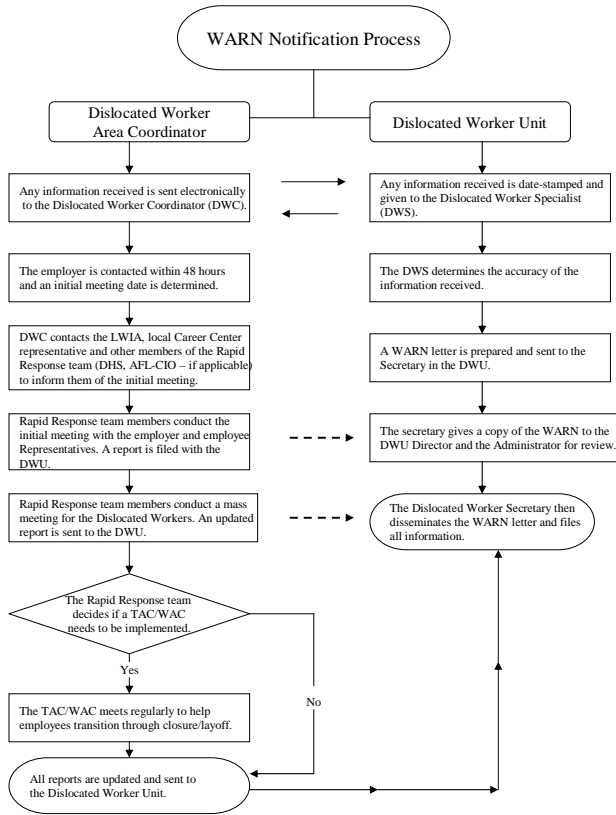 WARN Notification Process
Dislocated Worker
Area Coordinator
Any information received is sent electronically
to the Dislocated Worker Coordinator (DWC).
The employer is contacted within 48 hours
and an initial meeting date is determined.
DWC contacts the LWIA, local Career Center
representative and other members of the Rapid
Response team (DHS, AFL-CIO – if applicable)
to inform them of the initial meeting.
Rapid Response team members conduct the
initial meeting with the employer and employee
Representatives. A report is filed with the
DWU.
Rapid Response team members conduct a mass
meeting for the Dislocated Workers. An updated
report is sent to the DWU.
The Rapid Response team
decides if a TAC/WAC
needs to be implemented.
Yes
No
The TAC/WAC meets regularly to help
employees transition through closure/layoff.
All reports are updated and sent to
the Dislocated Worker Unit.
Dislocated Worker Unit
Any information received is date-stamped and
given to the Dislocated Worker Specialist
(DWS).
The DWS determines the accuracy of the
information received.
A WARN letter is prepared and sent to the
Secretary in the DWU.
The secretary gives a copy of the WARN to the
DWU Director and the Administrator for review.
The Dislocated Worker Secretary then
disseminates the WARN letter and files
all information.